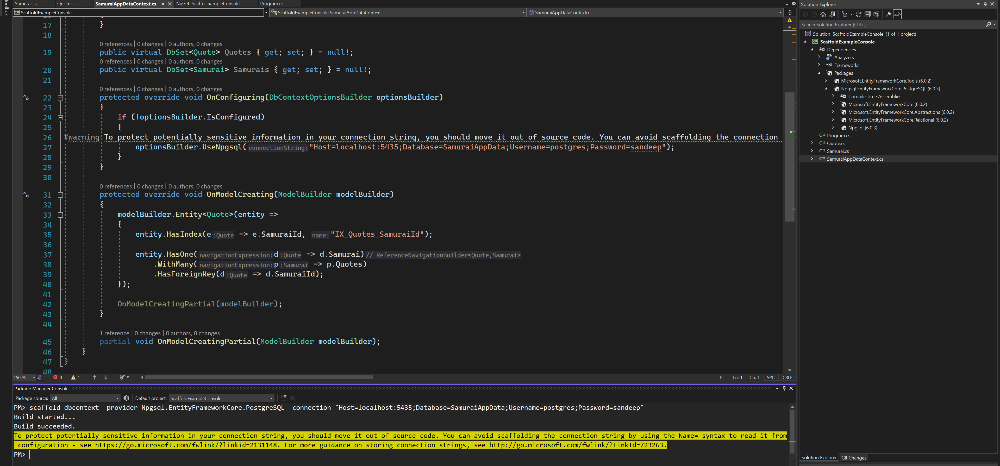 Toolbox
Samurai.cs
Quote.cs
SamuraiAppDataContext.cs
NuGet: Scaffo...xampleConsole
Program.cs
ScaffoldExampleConsole
ScaffoldExampleConsole.SamuraiAppDataContext
SamuraiAppDataContext()
17 }
18
0 references | 0 changes | 0 authors, 0 changes
19 public virtual DbSet<Quote> Quotes { get; set; } = null!;
0 references | 0 changes | 0 authors, 0 changes
20 public virtual DbSet<Samurai> Samurais { get; set; } = null!;
21
0 references | 0 changes | 0 authors, 0 changes
22 protected override void OnConfiguring(DbContextOptionsBuilder optionsBuilder)
23 {
24 if (!optionsBuilder.IsConfigured)
25 {
26 #warning To protect potentially sensitive information in your connection string, you should move it out of source code. You can avoid scaffolding the connection
27 optionsBuilder.UseNpgsql(connectionString:"Host=localhost:5435;Database=SamuraiAppData;Username=postgres;Password=sandeep");
28 }
29 }
30
0 references | 0 changes | 0 authors, 0 changes
31 protected override void OnModelCreating(ModelBuilder modelBuilder)
32 {
33 modelBuilder.Entity<Quote>(entity =>
34 {
35 entity.HasIndex(e:Quote => e.SamuraiId, name:"IX_Quotes_SamuraiId");
36
37 entity.HasOne(navigationExpression:d:Quote => d.Samurai)// ReferenceNavigationBuilder<Quote,Samurai>
38 .WithMany(navigationExpression:p:Samurai => p.Quotes)
39 .HasForeignKey(d:Quote => d.SamuraiId);
40 });
41
42 OnModelCreatingPartial(modelBuilder);
43 }
44
1 reference | 0 changes | 0 authors, 0 changes
45 partial void OnModelCreatingPartial(ModelBuilder modelBuilder);
46 }
47 }
48
150 % 0 1 Ln: 1 Ch: 1 SPC CRLF
Package Manager Console
Package source: All Default project: ScaffoldExampleConsole
PM> scaffold-dbcontext -provider Npgsql.EntityFrameworkCore.PostgreSQL -connection "Host=localhost:5435;Database=SamuraiAppData;Username=postgres;Password=sandeep"
Build started...
Build succeeded.
To protect potentially sensitive information in your connection string, you should move it out of source code. You can avoid scaffolding the connection string by using the Name= syntax to read it from
configuration - see https://go.microsoft.com/fwlink/?linkid=2131148. For more guidance on storing connection strings, see http://go.microsoft.com/fwlink/?LinkId=723263.
PM>
Solution Explorer
Search Solution Explorer (Ctrl+;)
Solution 'ScaffoldExampleConsole' (1 of 1 project)
C# ScaffoldExampleConsole
Dependencies
Analyzers
Frameworks
Packages
Microsoft.EntityFrameworkCore.Tools (6.0.2)
Npgsql.EntityFrameworkCore.PostgreSQL (6.0.3)
Compile Time Assemblies
Microsoft.EntityFrameworkCore (6.0.2)
Microsoft.EntityFrameworkCore.Abstractions (6.0.2)
Microsoft.EntityFrameworkCore.Relational (6.0.2)
Npgsql (6.0.3)
C# Program.cs
C# Quote.cs
C# Samurai.cs
C# SamuraiAppDataContext.cs
Solution Explorer Git Changes